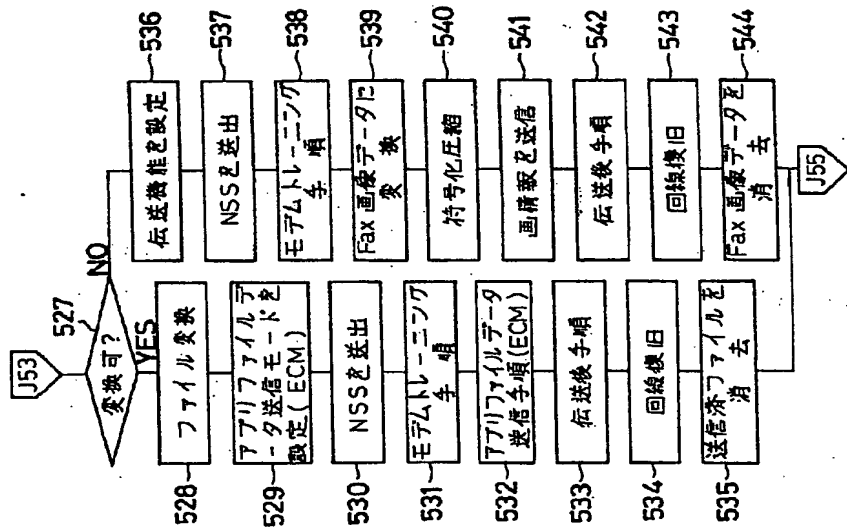 J53
変換可?
527
YES
NO
ファイル変換
528
アプリファイルデ
ータ送信モードを
設定(ECM)
529
NSSを送出
530
モデムトレーニング
手順
531
アプリファイルデータ
送信手順(ECM)
532
伝送後手順
533
回線復旧
534
送信済ファイルを
消去
535
伝送機能を設定
536
NSSを送出
537
モデムトレーニング
手順
538
Fax画像データに
変換
539
符号化圧縮
540
画情報を送信
541
伝送後手順
542
回線復旧
543
Fax画像データを
消去
544
J55